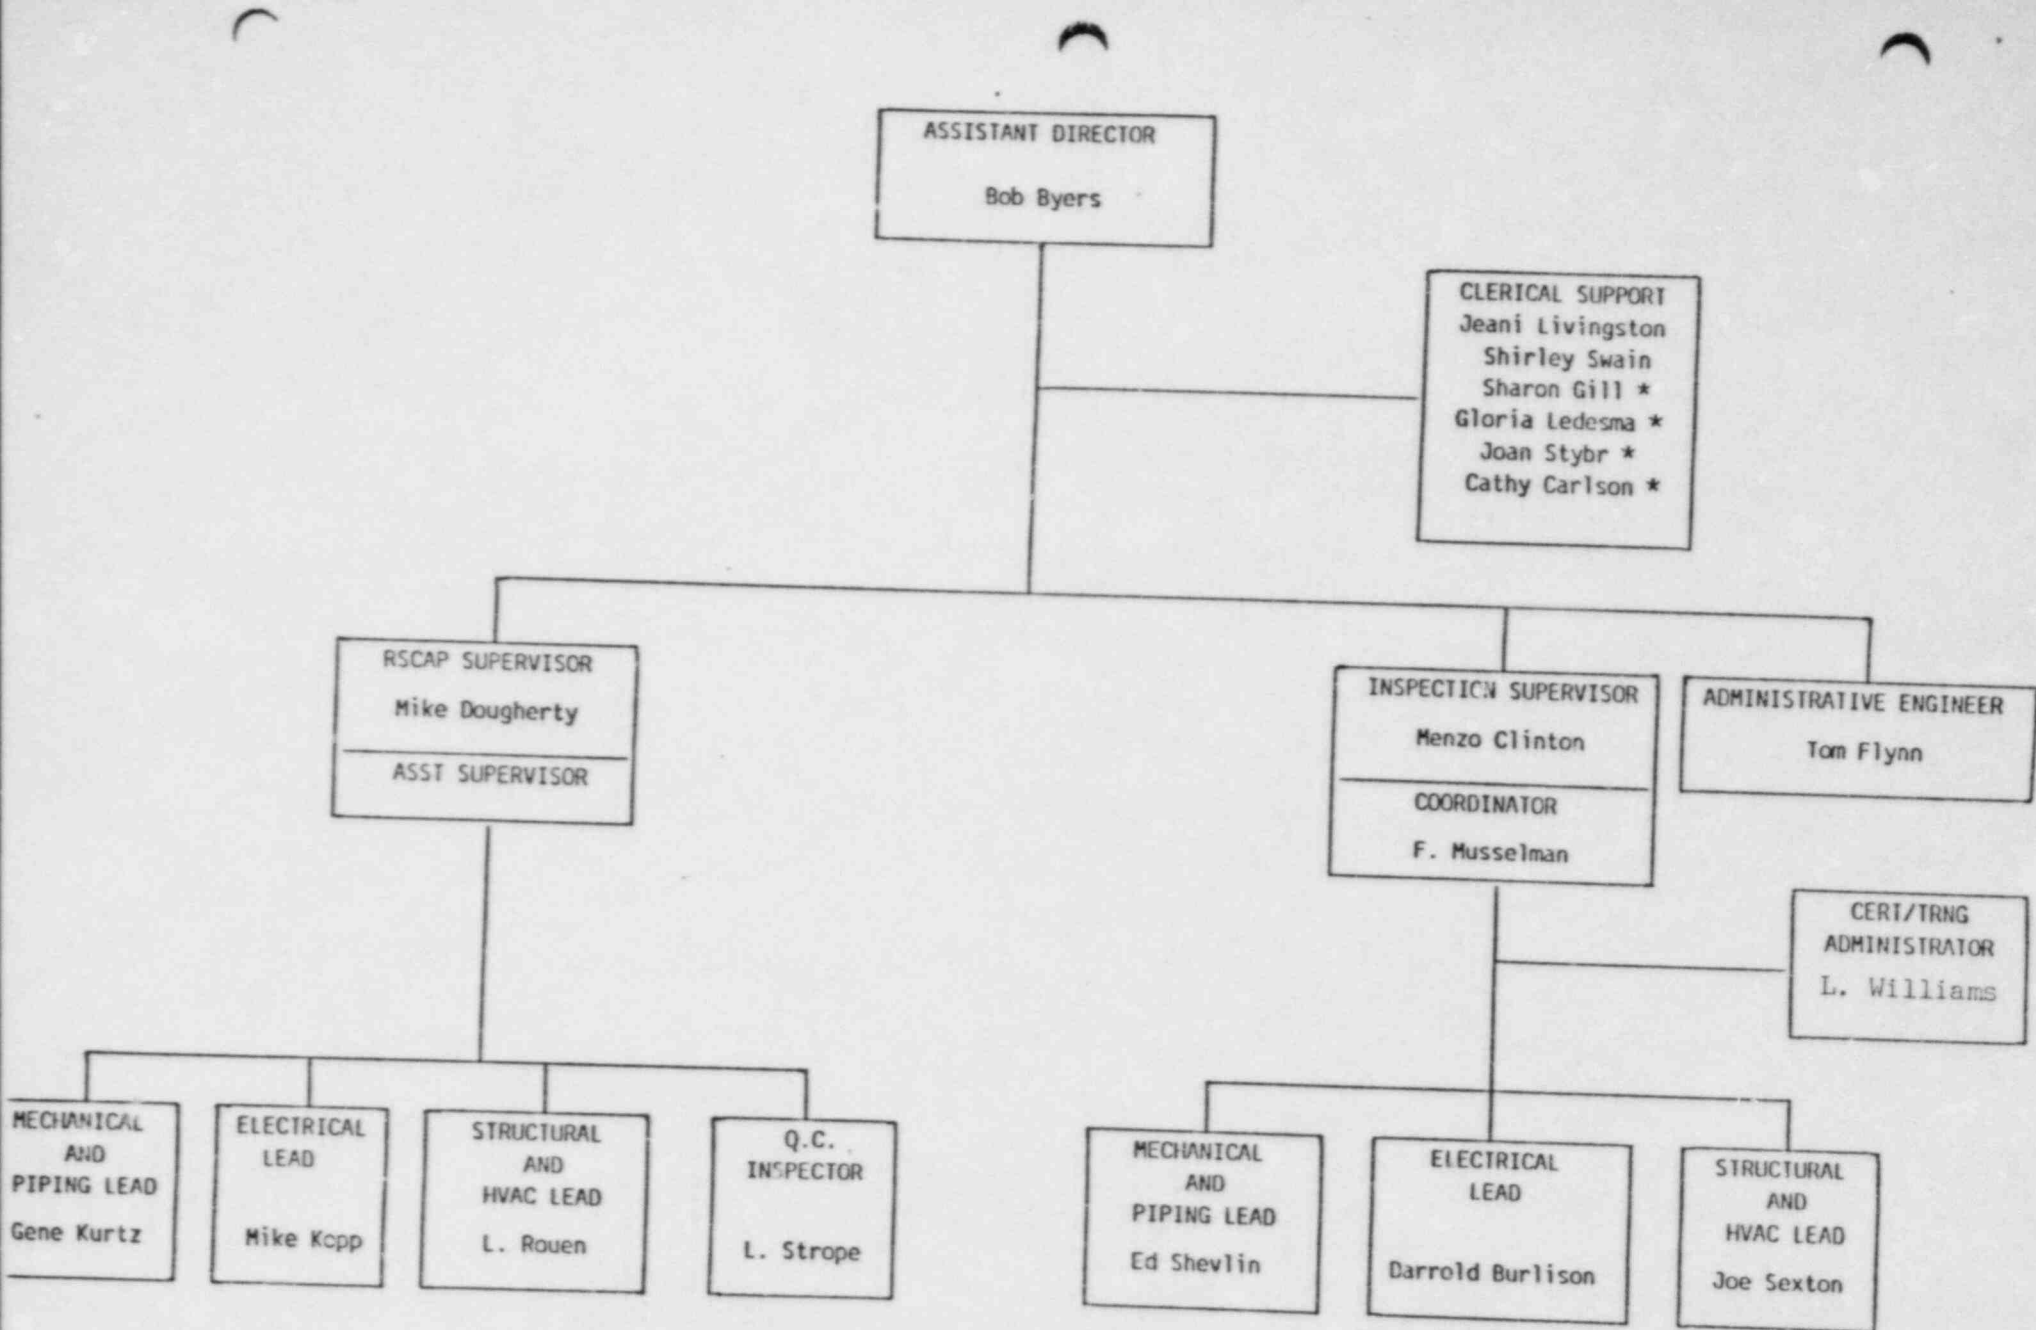 ASSISTANT DIRECTOR
Bob Byers
CLERICAL SUPPORT
Jeani Livingston
Shirley Swain
Sharon Gill *
Gloria Ledesma *
Joan Stybr *
Cathy Carlson *
RSCAP SUPERVISOR
Mike Dougherty
ASST SUPERVISOR
INSPECTION SUPERVISOR
Menzo Clinton
COORDINATOR
F. Musselman
ADMINISTRATIVE ENGINEER
Tom Flynn
CERT/TRNG
ADMINISTRATOR
L. Williams
MECHANICAL
AND
PIPING LEAD
Gene Kurtz
ELECTRICAL
LEAD
Mike Kopp
STRUCTURAL
AND
HVAC LEAD
L. Rouen
Q.C.
INSPECTOR
L. Strope
MECHANICAL
AND
PIPING LEAD
Ed Shevlin
ELECTRICAL
LEAD
Darrold Burlison
STRUCTURAL
AND
HVAC LEAD
Joe Sexton